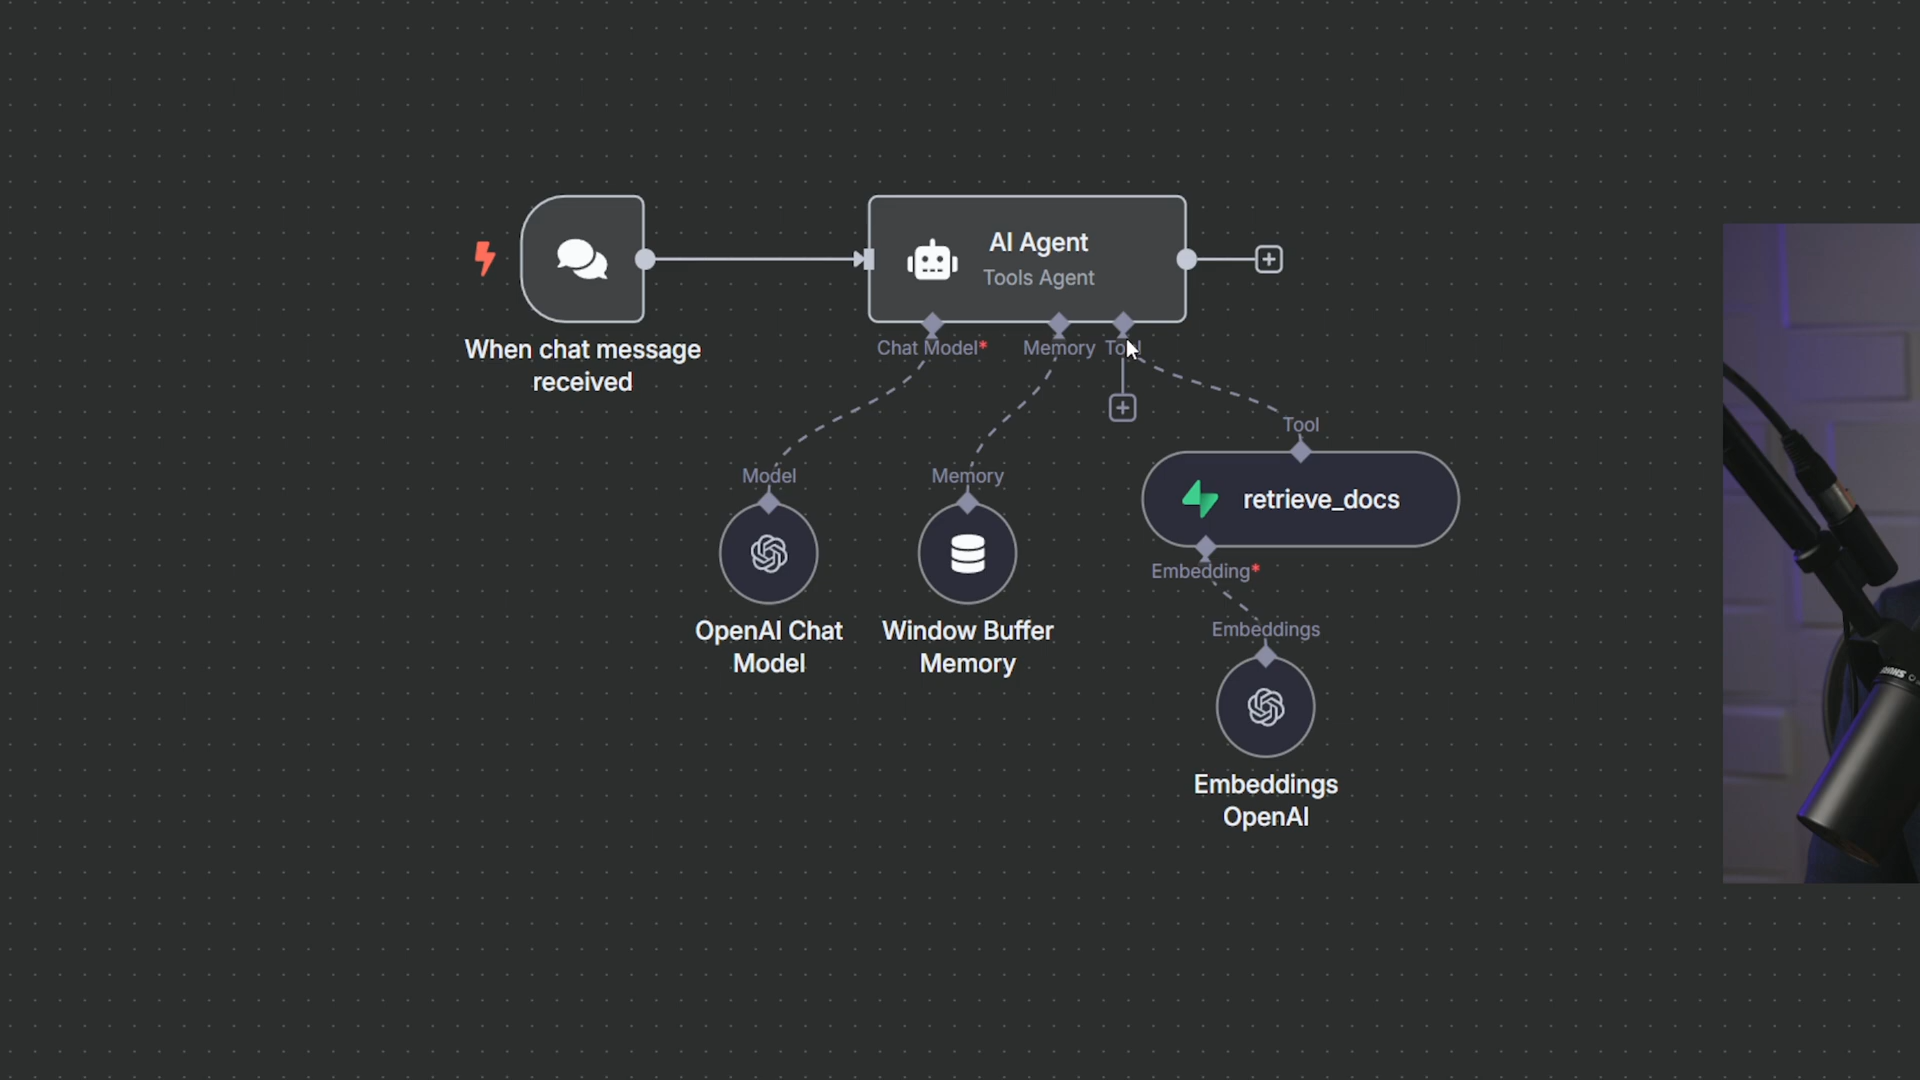 AI Agent
Tools Agent
When chat message
received
Chat Model*
Memory
Tool
Tool
retrieve_docs
Model
Memory
Embedding*
OpenAI Chat
Model
Window Buffer
Memory
Embeddings
Embeddings
OpenAI